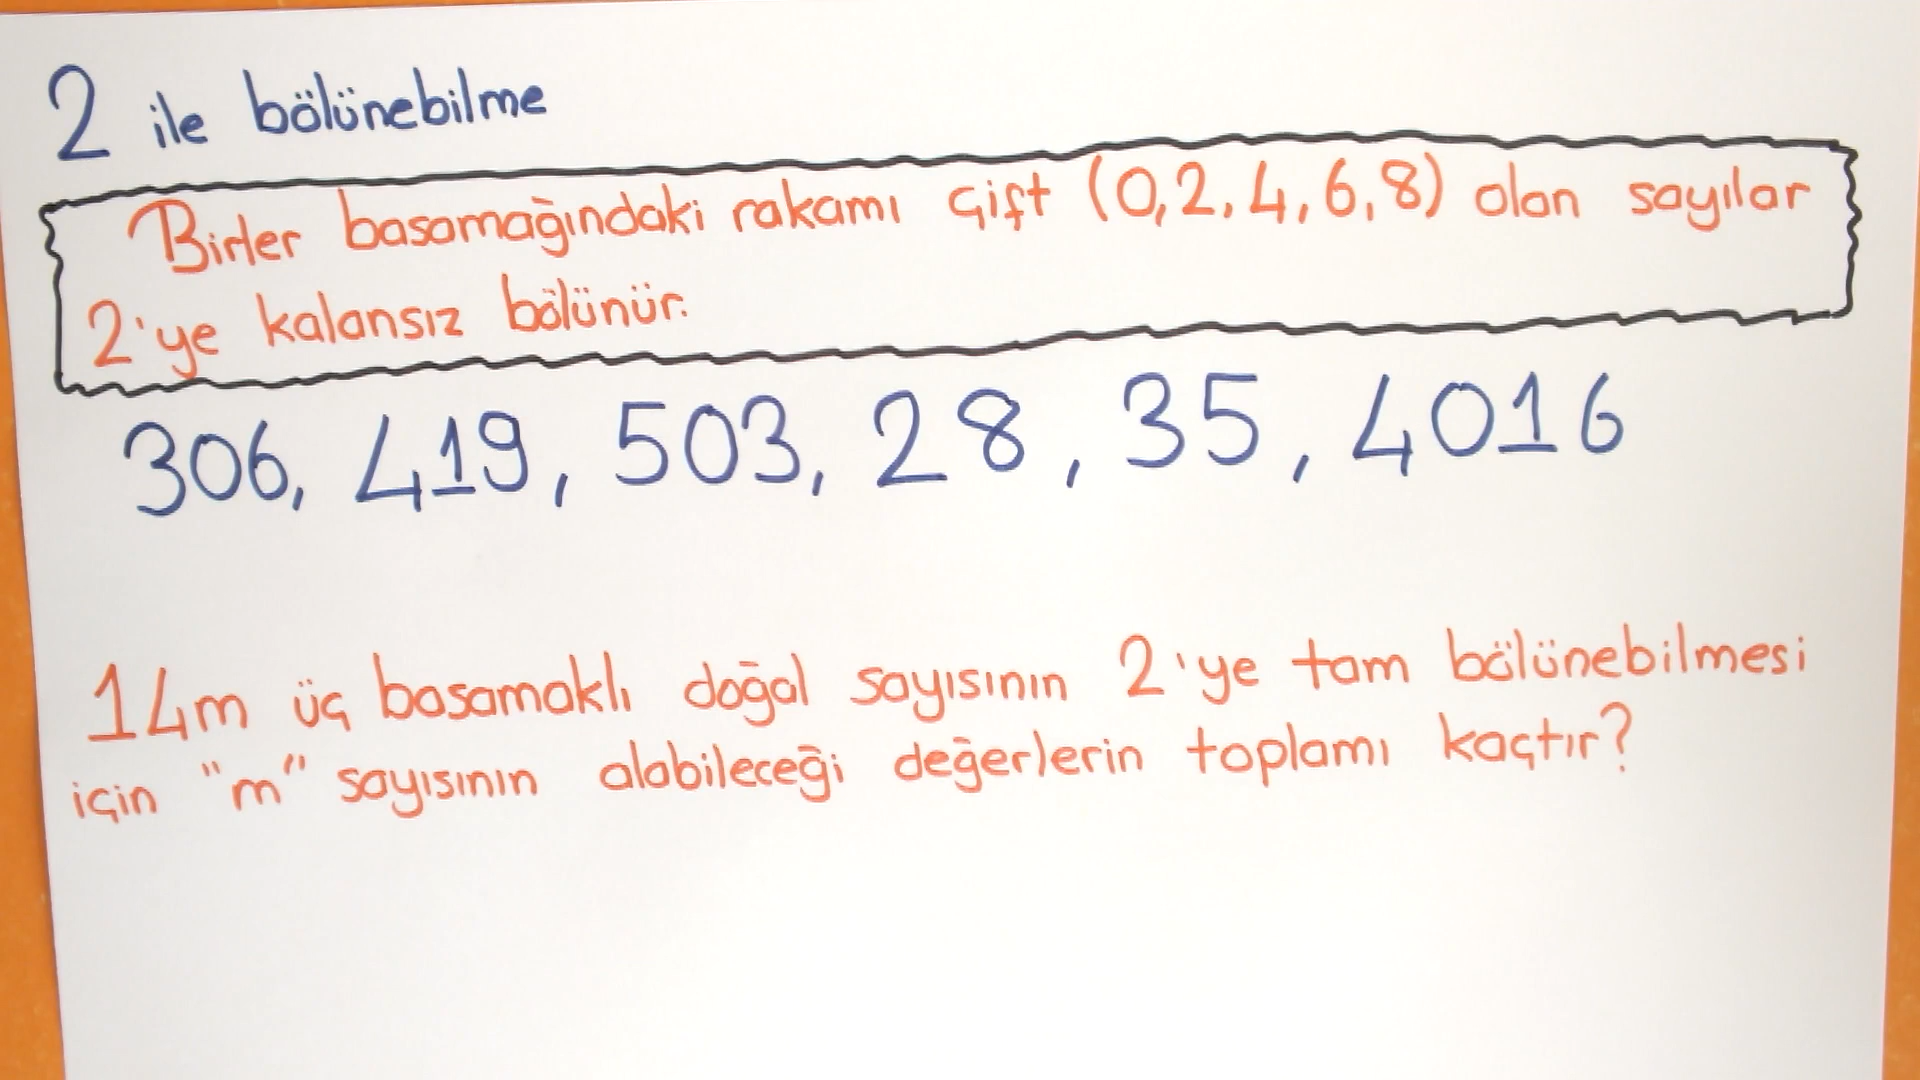 2 ile bölünebilme
Birler basamağındaki rakamı çift (0,2,4,6,8) olan sayılar
2'ye kalansız bölünür.
306, 419, 503, 28, 35, 4016
14m üç basamaklı doğal sayısının 2'ye tam bölünebilmesi
için "m" sayısının alabileceği değerlerin toplamı kaçtır?